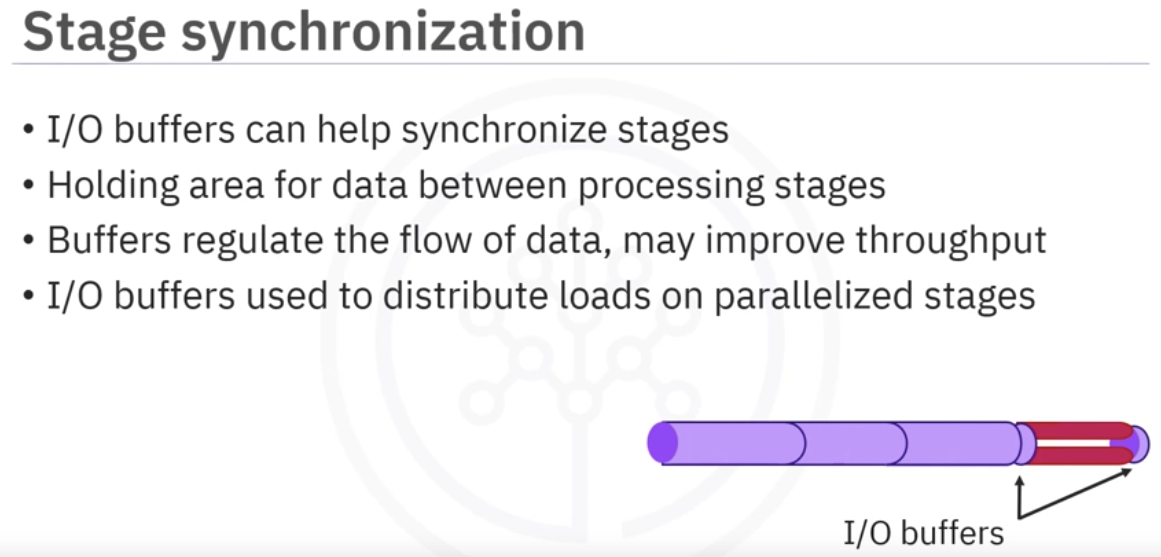 Stage synchronization
• I/O buffers can help synchronize stages
• Holding area for data between processing stages
• Buffers regulate the flow of data, may improve throughput
• I/O buffers used to distribute loads on parallelized stages
I/O buffers